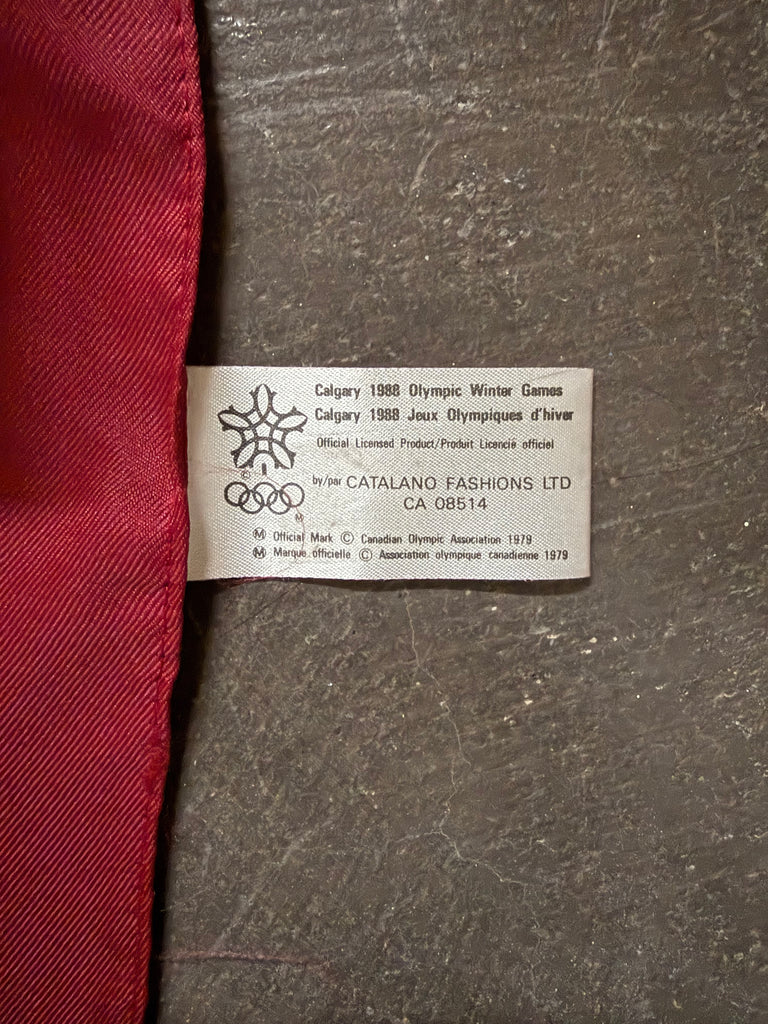 Calgary 1988 Olympic Winter Games
Calgary 1988 Jeux Olympiques d'hiver
Official Licensed Product/Produit Licencié officiel
©
by/par CATALANO FASHIONS LTD
CA 08514
M
Ⓜ Official Mark © Canadian Olympic Association 1979
Ⓜ Marque officielle © Association olympique canadienne 1979